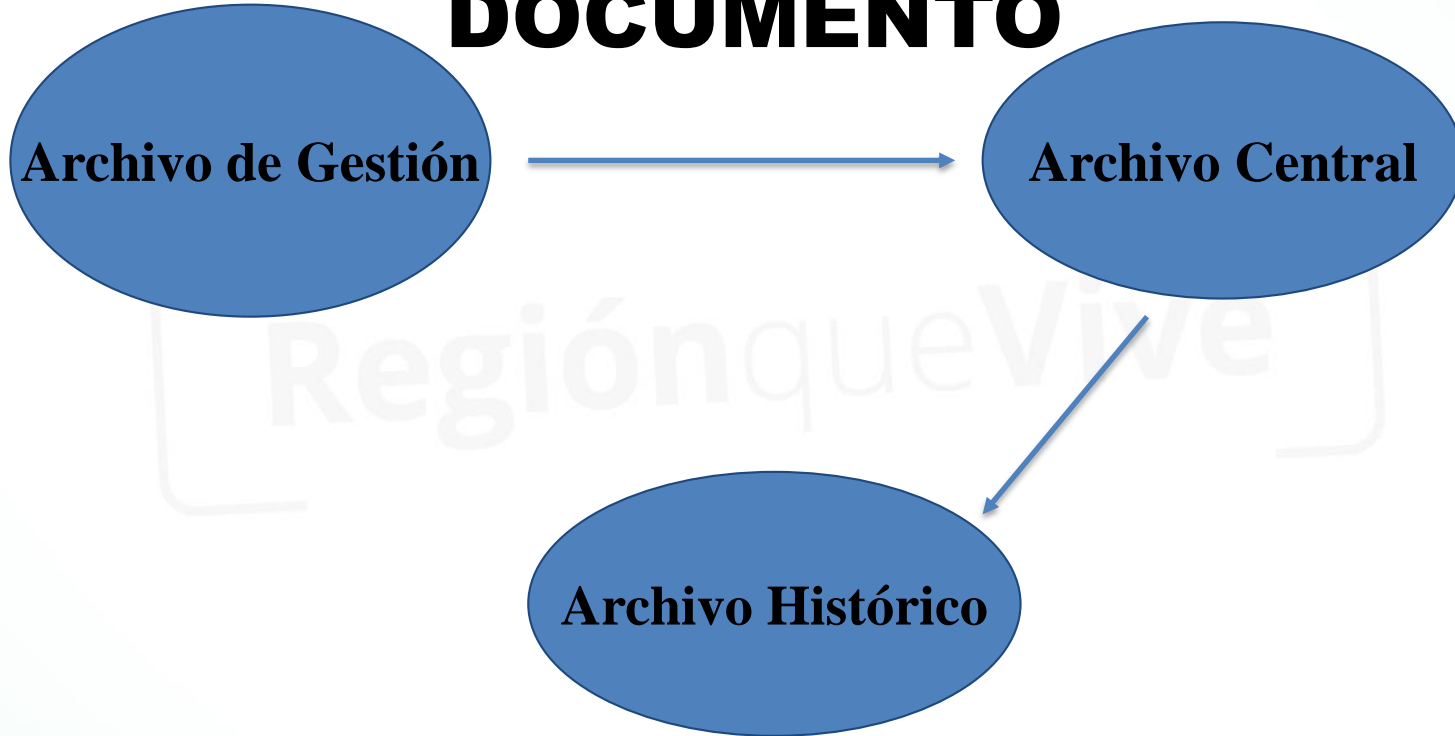 DOCUMENTO
Archivo de Gestión
Archivo Central
RegiónqueVive
Archivo Histórico